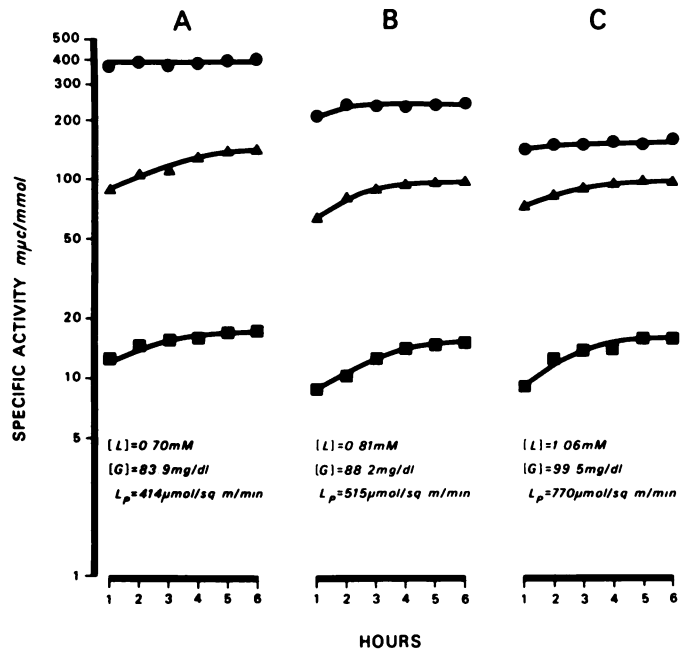 A B C
500
400
300
200
100
50
20
10
5
1
SPECIFIC ACTIVITY mμc/mmol
[L]=0 70mM
[G]=83 9mg/dl
Lp=414μmol/sq m/min
[L]=0 81mM
[G]=88 2mg/dl
Lp=515μmol/sq m/min
[L]=1 06mM
[G]=99 5mg/dl
Lp=770μmol/sq m/min
1 2 3 4 5 6 1 2 3 4 5 6 1 2 3 4 5 6
HOURS